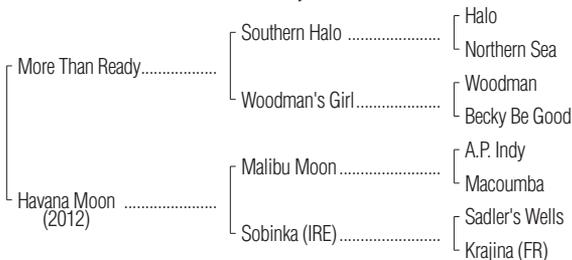 Halo
Southern Halo ....................
Northern Sea
More Than Ready.................
Woodman
Woodman's Girl...................
Becky Be Good
A.P. Indy
Malibu Moon ......................
Macoumba
Havana Moon .....................
(2012)
Sadler's Wells
Sobinka (IRE)......................
Krajina (FR)